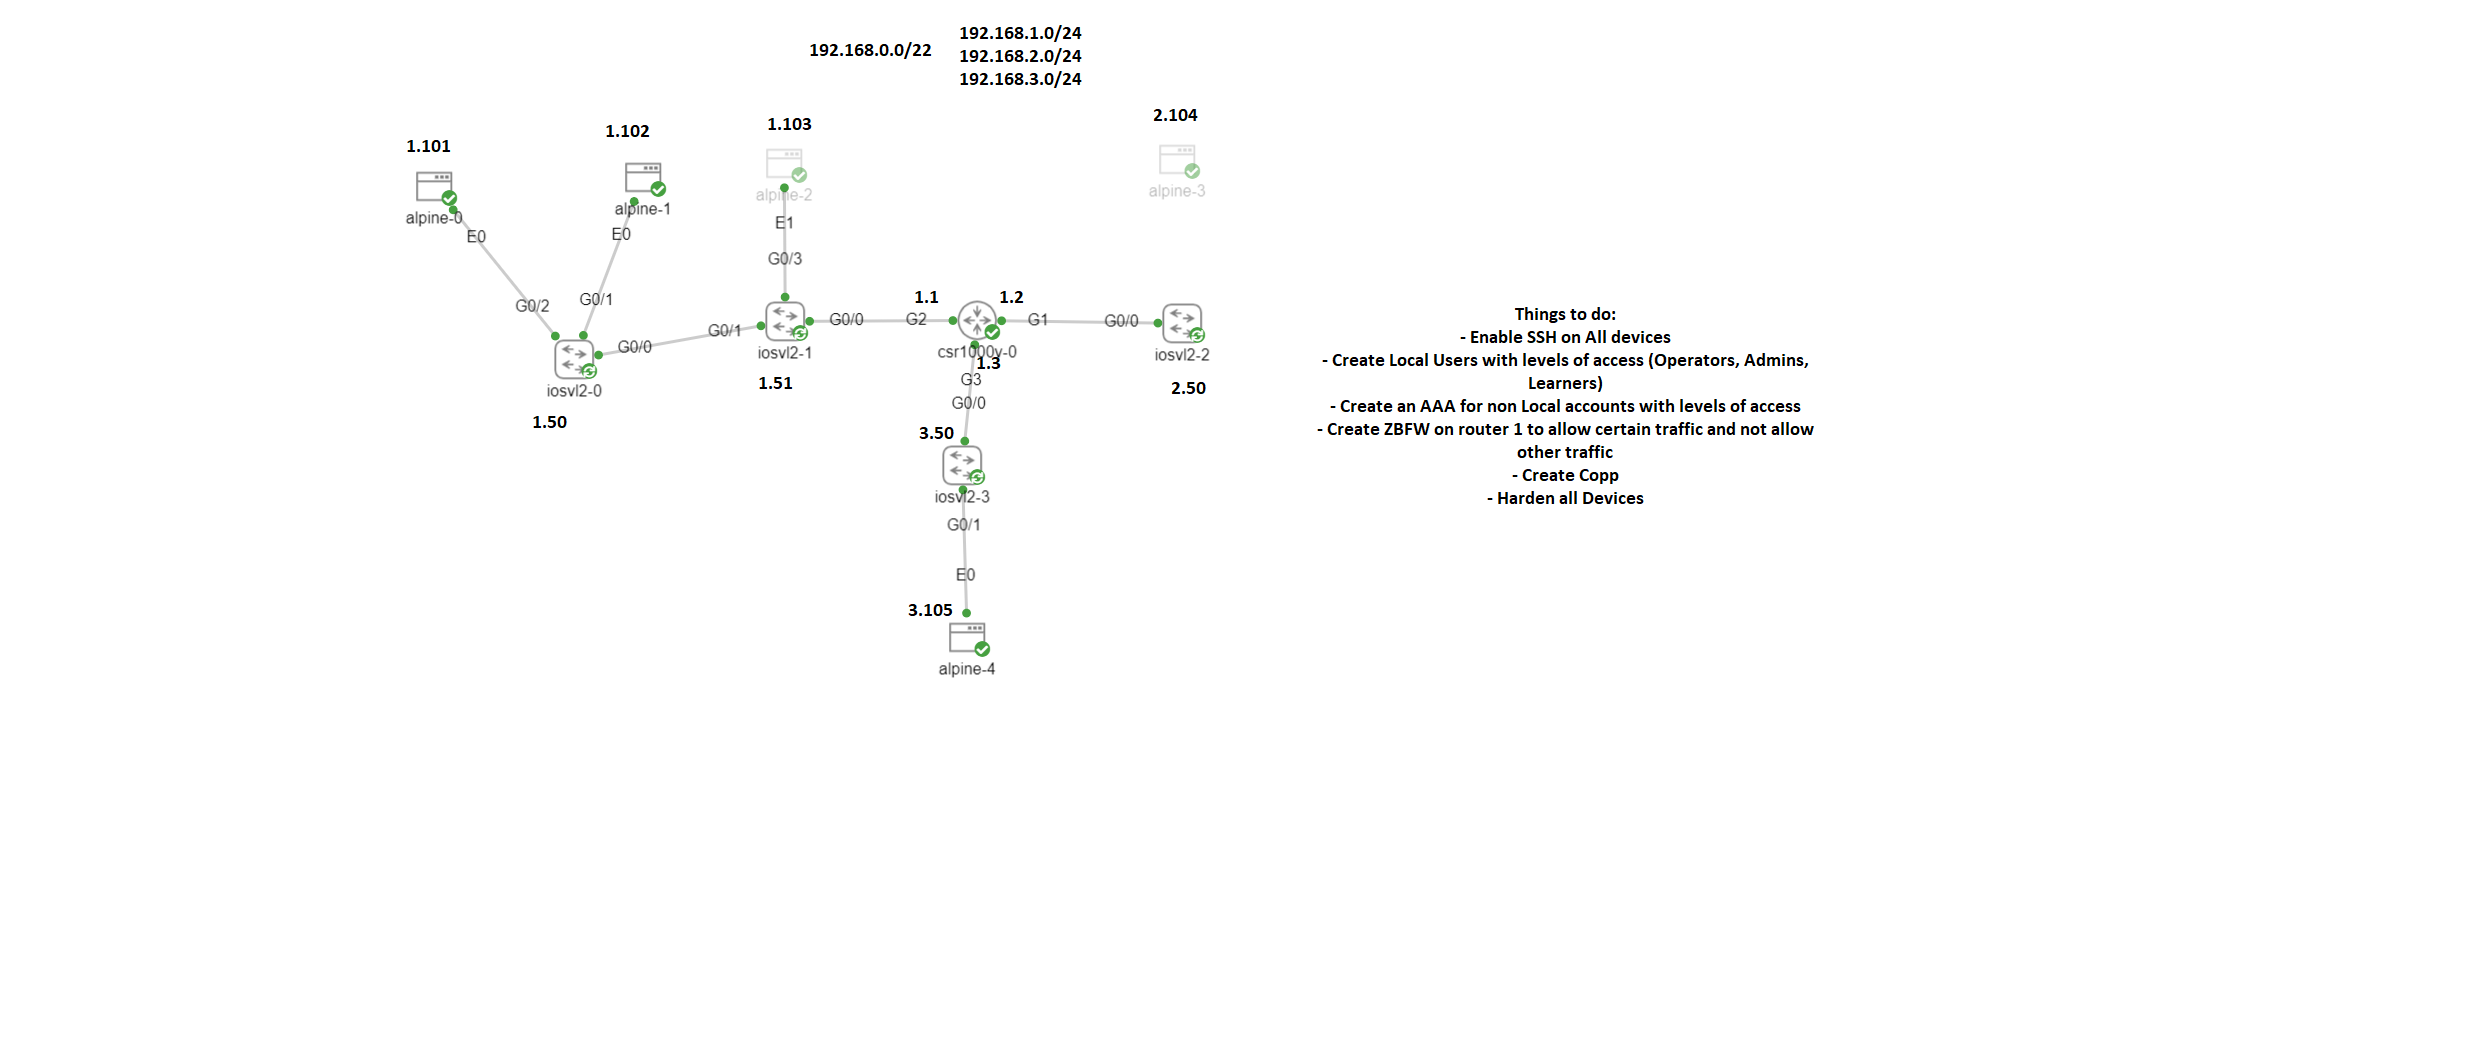 192.168.0.0/22
192.168.1.0/24
192.168.2.0/24
192.168.3.0/24
1.101
1.102
1.103
2.104
alpine-0
alpine-1
alpine-2
alpine-3
E0
E0
E1
G0/3
G0/2
G0/1
G0/0
G0/1
G0/0
G2
1.1
1.2
G1
G0/0
iosvl2-0
1.50
iosvl2-1
1.51
csr1000v-0
1.3
iosvl2-2
2.50
G3
G0/0
3.50
iosvl2-3
G0/1
E0
3.105
alpine-4
Things to do:
- Enable SSH on All devices
- Create Local Users with levels of access (Operators, Admins,
Learners)
- Create an AAA for non Local accounts with levels of access
- Create ZBFW on router 1 to allow certain traffic and not allow
other traffic
- Create Copp
- Harden all Devices